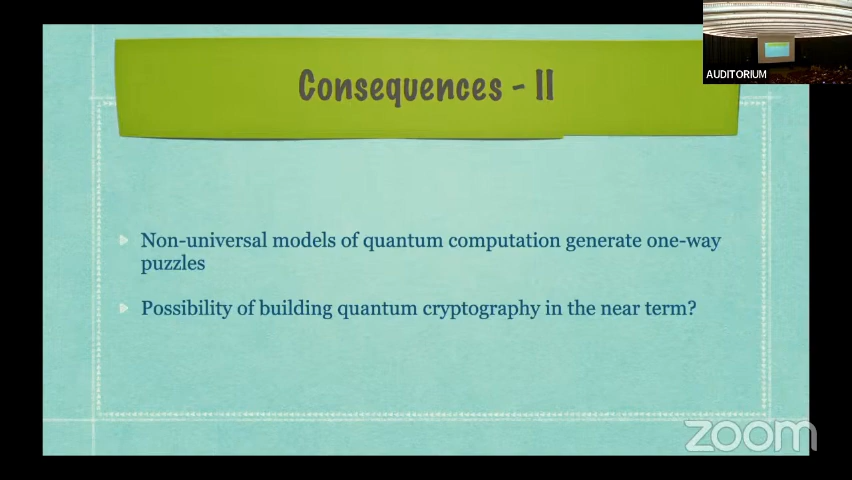 AUDITORIUM
Consequences - II
Non-universal models of quantum computation generate one-way
puzzles
Possibility of building quantum cryptography in the near term?
zoom